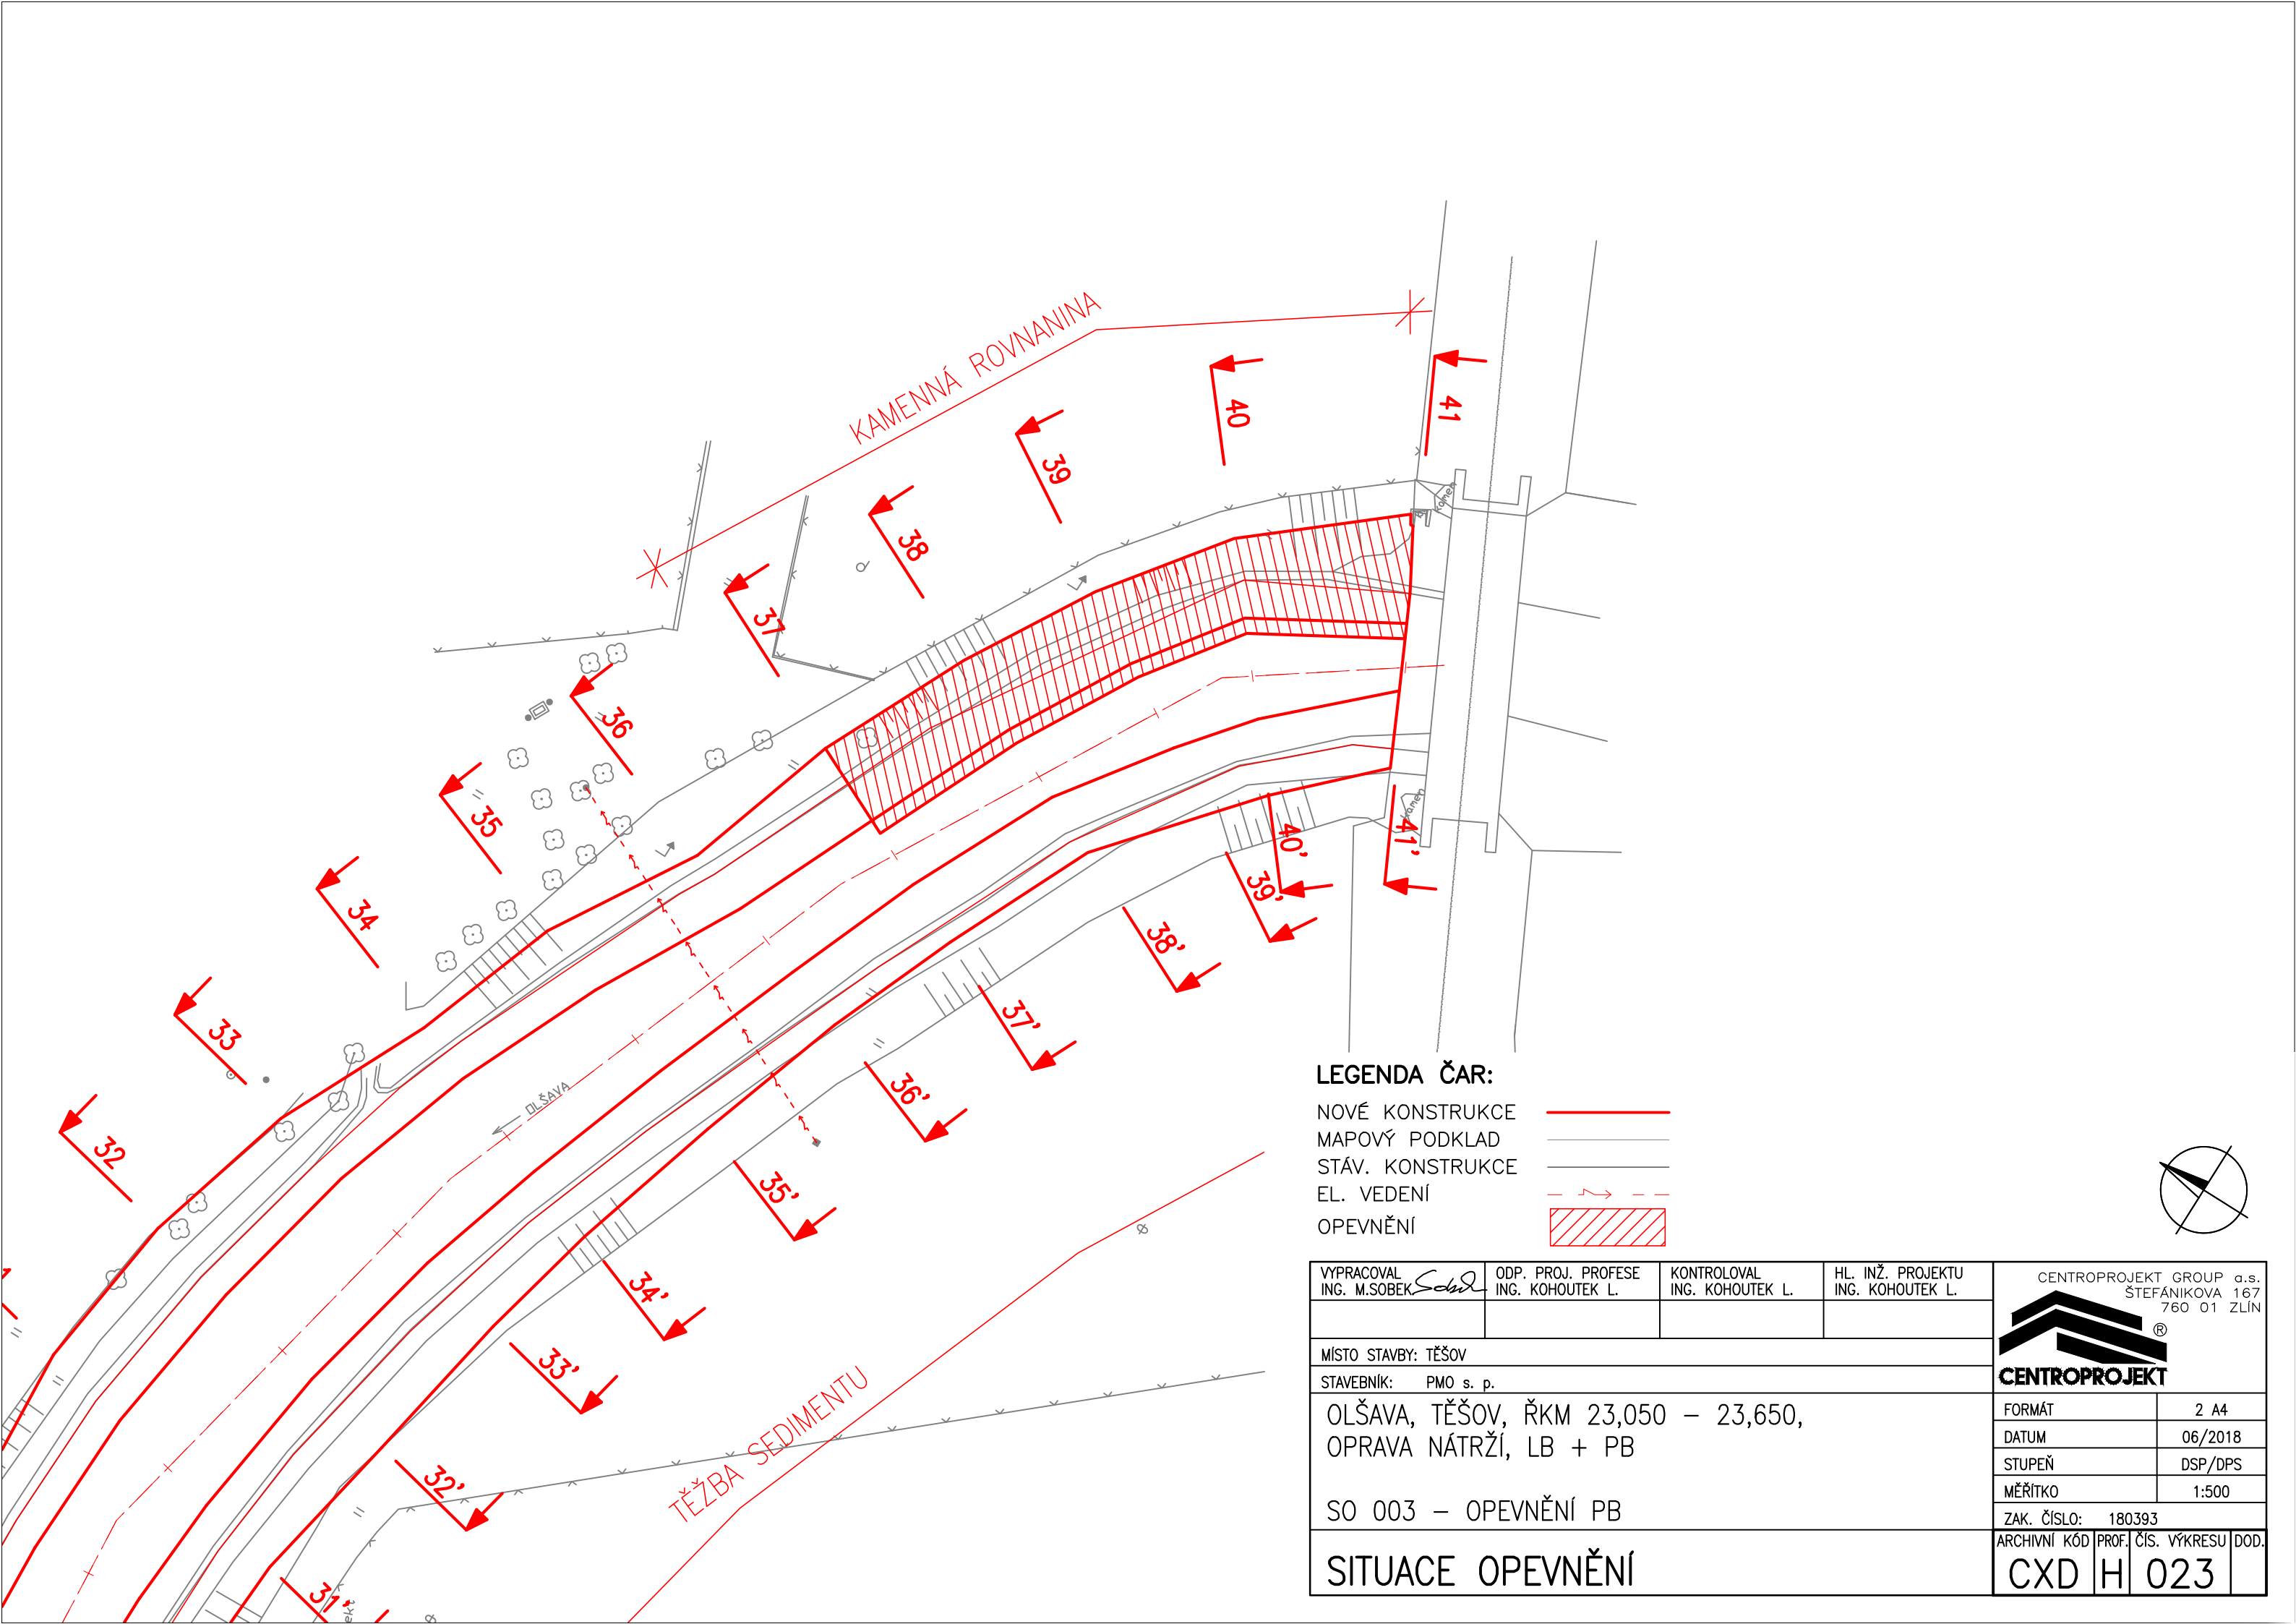 KAMENNÁ ROVNANINA
41
40
39
38
37
36
35
34
33
32
kamen
kamen
41'
40'
39'
38'
37'
36'
35'
34'
33'
32'
31'
OLŠAVA
TĚŽBA SEDIMENTU
LEGENDA ČAR:
NOVÉ KONSTRUKCE
MAPOVÝ PODKLAD
STÁV. KONSTRUKCE
EL. VEDENÍ
OPEVNĚNÍ
VYPRACOVAL
ING. M.SOBEK
ODP. PROJ. PROFESE
ING. KOHOUTEK L.
KONTROLOVAL
ING. KOHOUTEK L.
HL. INŽ. PROJEKTU
ING. KOHOUTEK L.
CENTROPROJEKT GROUP a.s.
ŠTEFÁNIKOVA 167
760 01 ZLÍN
®
CENTROPROJEKT
MÍSTO STAVBY: TĚŠOV
STAVEBNÍK: PMO s. p.
OLŠAVA, TĚŠOV, ŘKM 23,050 – 23,650,
OPRAVA NÁTRŽÍ, LB + PB
SO 003 – OPEVNĚNÍ PB
SITUACE OPEVNĚNÍ
FORMÁT 2 A4
DATUM 06/2018
STUPEŇ DSP/DPS
MĚŘÍTKO 1:500
ZAK. ČÍSLO: 180393
ARCHIVNÍ KÓD PROF. ČÍS. VÝKRESU DOD.
CXD H 023